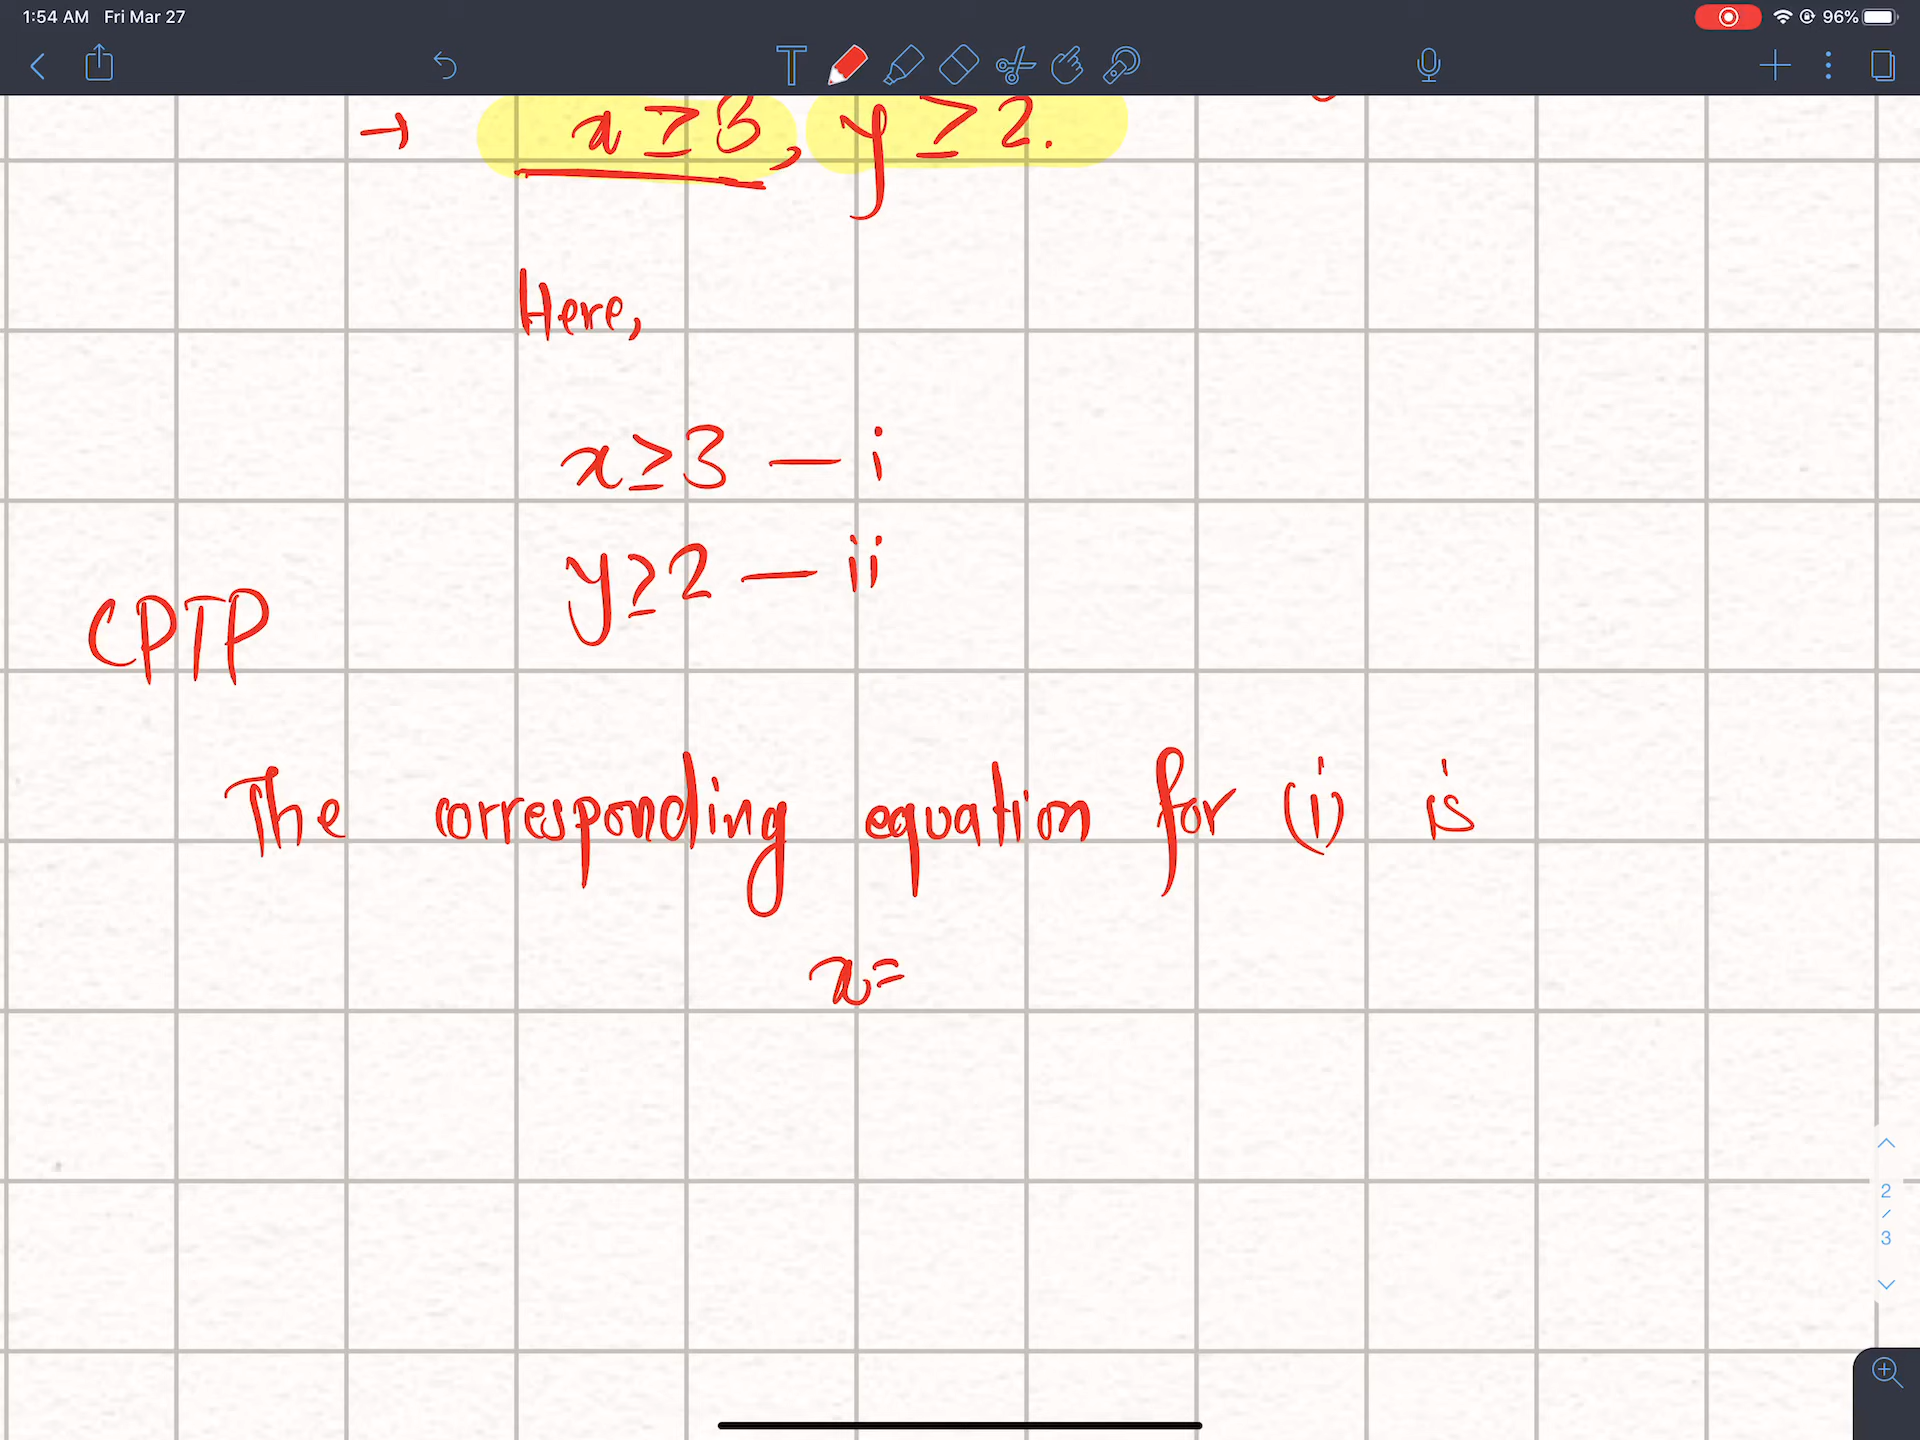 1:54 AM Fri Mar 27 96%
→ x ≥ 3, y ≥ 2.
Here,
x ≥ 3 — i
y ≥ 2 — ii
CPTP
The corresponding equation for (i) is
x=
2
/
3